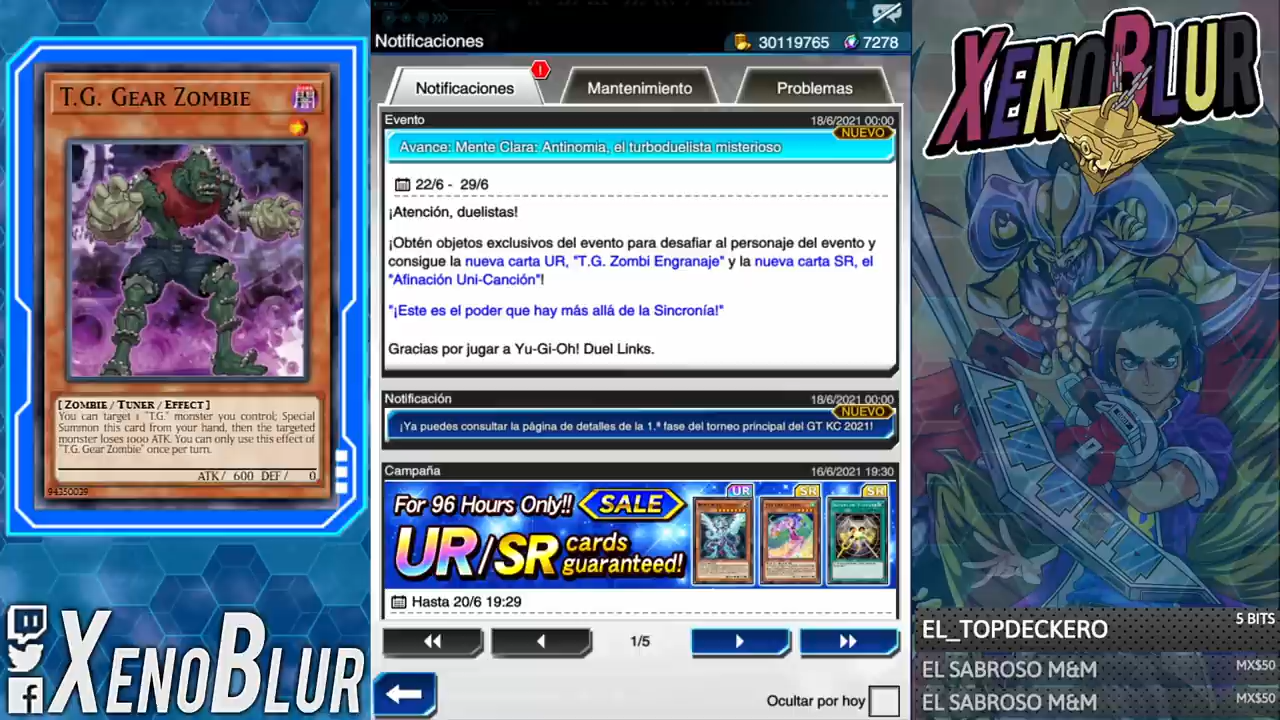 T.G. Gear Zombie
[ Zombie / Tuner / Effect ]
You can target 1 "T.G." monster you control; Special
Summon this card from your hand, then the targeted
monster loses 1000 ATK. You can only use this effect of
"T.G. Gear Zombie" once per turn.
ATK/ 600 DEF/ 0
94350039
XenoBlur
Notificaciones
30119765 7278
Notificaciones
Mantenimiento
Problemas
Evento 18/6/2021 00:00
NUEVO
Avance: Mente Clara: Antinomia, el turboduelista misterioso
22/6 - 29/6
¡Atención, duelistas!
¡Obtén objetos exclusivos del evento para desafiar al personaje del evento y
consigue la nueva carta UR, "T.G. Zombi Engranaje" y la nueva carta SR, el
"Afinación Uni-Canción"!
"¡Este es el poder que hay más allá de la Sincronía!"
Gracias por jugar a Yu-Gi-Oh! Duel Links.
Notificación 18/6/2021 00:00
NUEVO
¡Ya puedes consultar la página de detalles de la 1.ª fase del torneo principal del GT KC 2021!
Campaña 16/6/2021 19:30
For 96 Hours Only!! SALE
UR/SR cards
guaranteed!
UR SR SR
Hasta 20/6 19:29
1/5
Ocultar por hoy
XENOBLUR
EL_TOPDECKERO 5 BITS
EL SABROSO M&M MX$50
EL SABROSO M&M MX$50